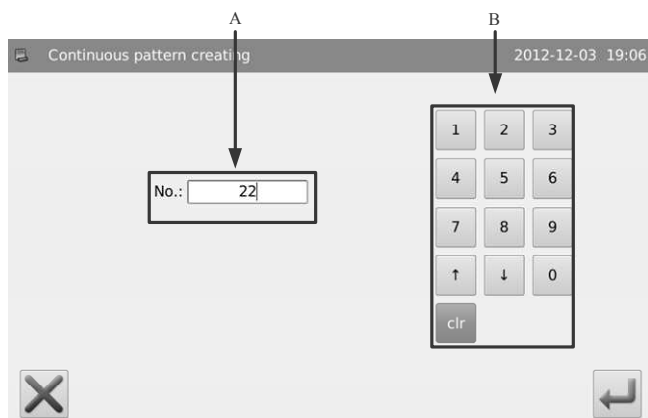 A B
Continuous pattern creating 2012-12-03 19:06
No.: 22
1 2 3
4 5 6
7 8 9
↑ ↓ 0
clr